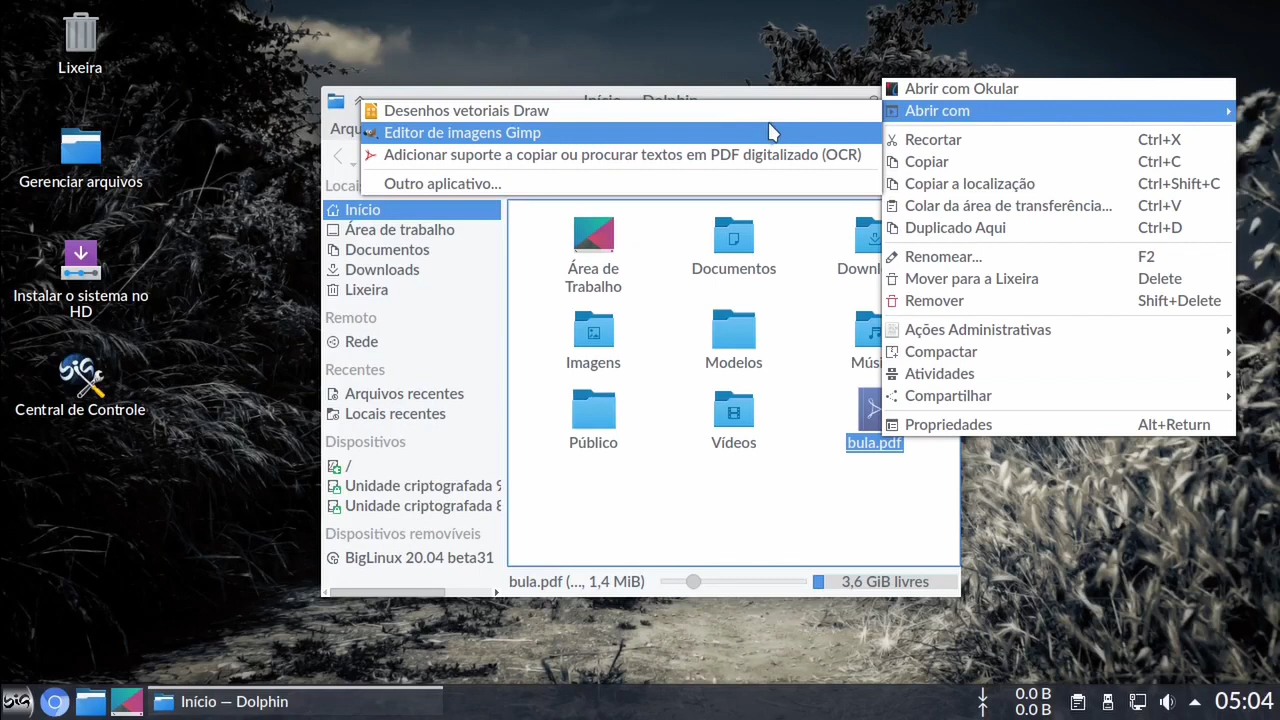 Lixeira
Gerenciar arquivos
Instalar o sistema no
HD
Central de Controle
Início — Dolphin
Arqu
Desenhos vetoriais Draw
Editor de imagens Gimp
Adicionar suporte a copiar ou procurar textos em PDF digitalizado (OCR)
Outro aplicativo...
Abrir com Okular
Abrir com
Recortar Ctrl+X
Copiar Ctrl+C
Copiar a localização Ctrl+Shift+C
Colar da área de transferência... Ctrl+V
Duplicado Aqui Ctrl+D
Renomear... F2
Mover para a Lixeira Delete
Remover Shift+Delete
Ações Administrativas
Compactar
Atividades
Compartilhar
Propriedades Alt+Return
Locai
Início
Área de trabalho
Documentos
Downloads
Lixeira
Remoto
Rede
Recentes
Arquivos recentes
Locais recentes
Dispositivos
/
Unidade criptografada 9
Unidade criptografada 8
Dispositivos removíveis
BigLinux 20.04 beta31
Área de
Trabalho
Documentos
Downl
Imagens
Modelos
Músi
Público
Vídeos
bula.pdf
bula.pdf (..., 1,4 MiB)
3,6 GiB livres
BIG
Início — Dolphin
0.0 B
0.0 B
05:04